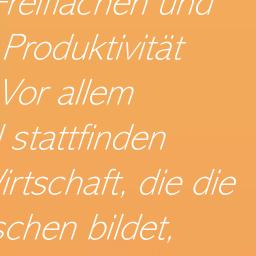 Freiflächen und
Produktivität
Vor allem
stattfinden
Wirtschaft, die die
schen bildet,